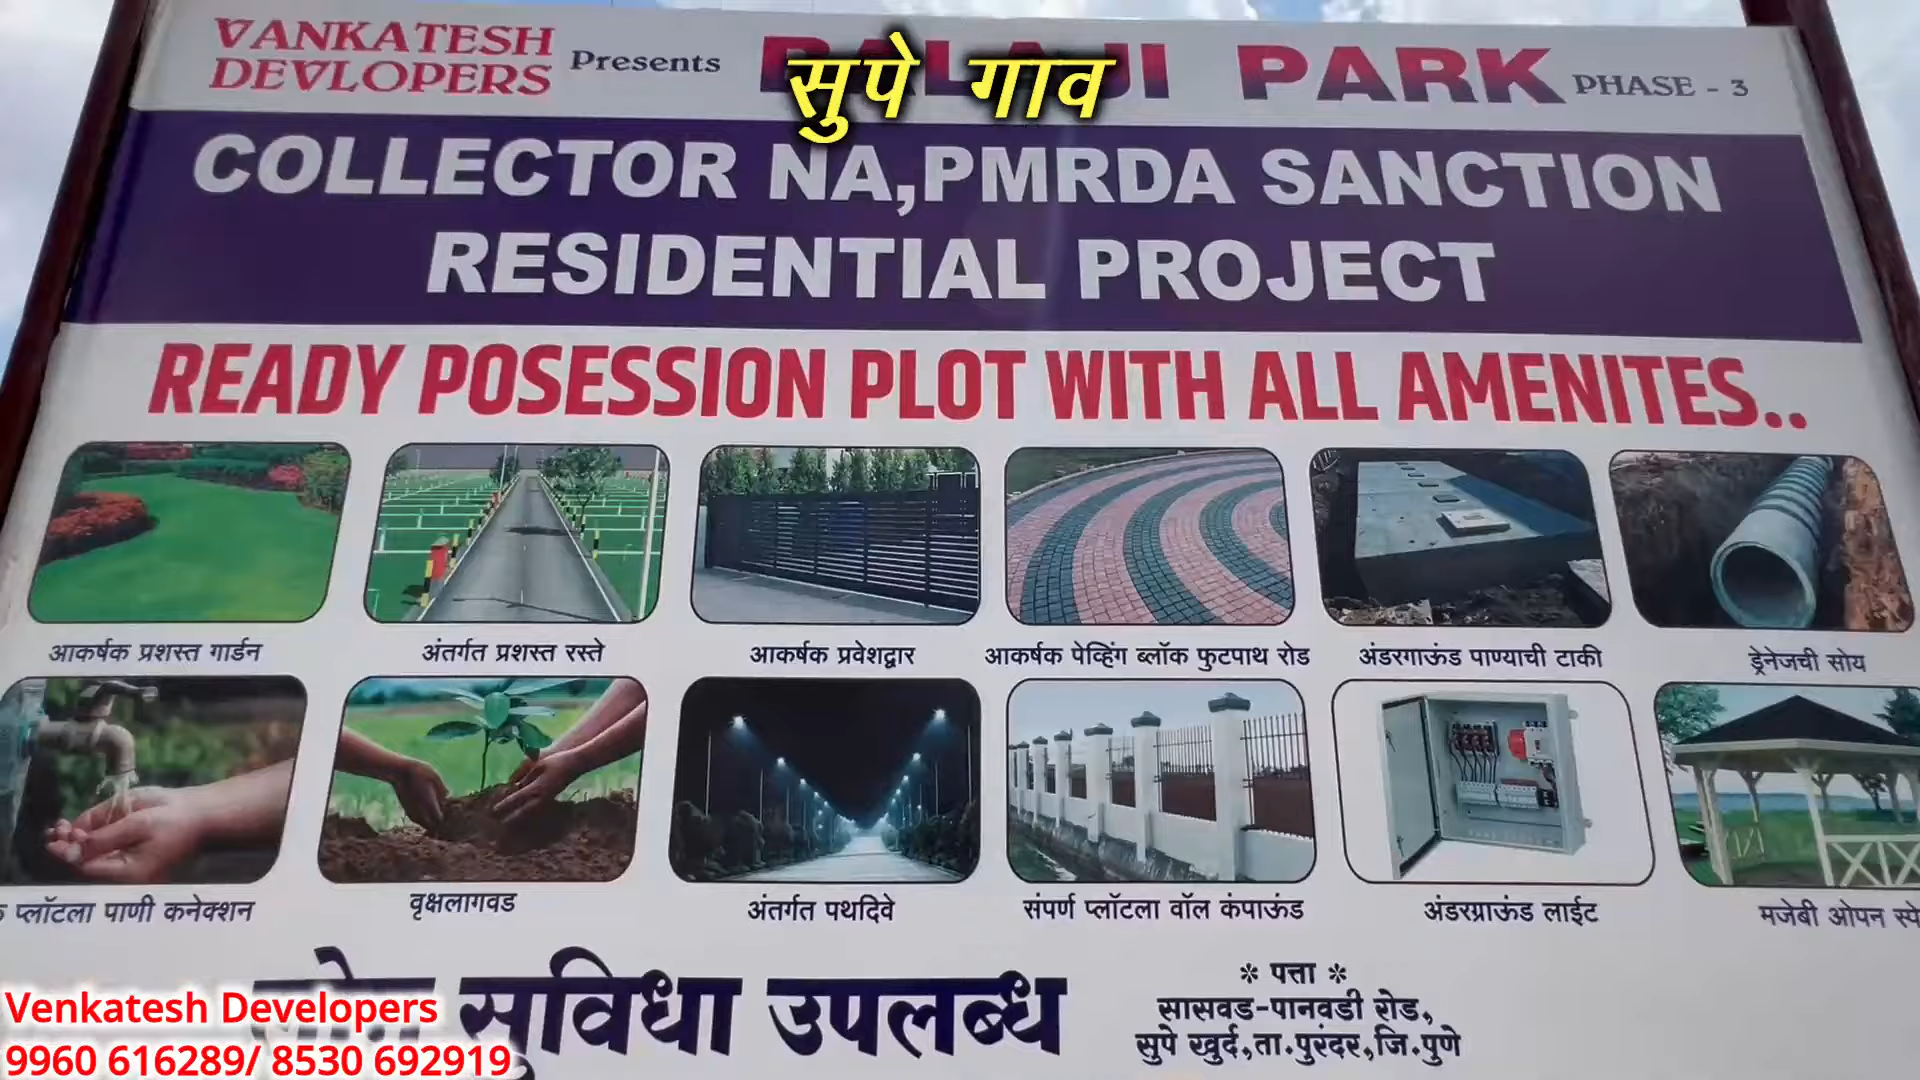 VANKATESH
DEVLOPERS
Presents
PARK
PHASE - 3
सुपे गाव
COLLECTOR NA,PMRDA SANCTION
RESIDENTIAL PROJECT
READY POSESSION PLOT WITH ALL AMENITES..
आकर्षक प्रशस्त गार्डन
अंतर्गत प्रशस्त रस्ते
आकर्षक प्रवेशद्वार
आकर्षक पेव्हिंग ब्लॉक फुटपाथ रोड
अंडरगाऊंड पाण्याची टाकी
ड्रेनेजची सोय
प्लॉटला पाणी कनेक्शन
वृक्षलागवड
अंतर्गत पथदिवे
संपर्ण प्लॉटला वॉल कंपाऊंड
अंडरग्राऊंड लाईट
मजेबी ओपन
सुविधा उपलब्ध
* पत्ता *
सासवड-पानवडी रोड,
सुपे खुर्द,ता.पुरंदर,जि.पुणे
Venkatesh Developers
9960 616289/ 8530 692919